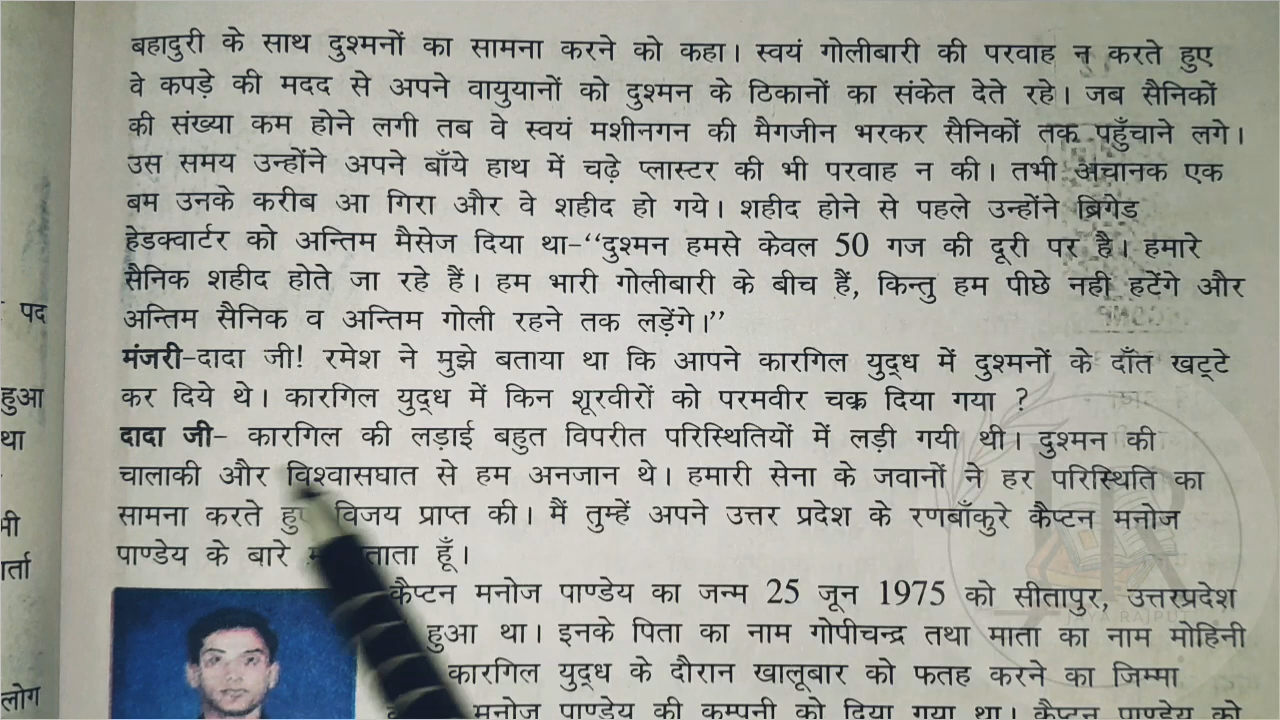 बहादुरी के साथ दुश्मनों का सामना करने को कहा। स्वयं गोलीबारी की परवाह न करते हुए
वे कपड़े की मदद से अपने वायुयानों को दुश्मन के ठिकानों का संकेत देते रहे। जब सैनिकों
की संख्या कम होने लगी तब वे स्वयं मशीनगन की मैगजीन भरकर सैनिकों तक पहुँचाने लगे।
उस समय उन्होंने अपने बाँये हाथ में चढ़े प्लास्टर की भी परवाह न की। तभी अचानक एक
बम उनके करीब आ गिरा और वे शहीद हो गये। शहीद होने से पहले उन्होंने ब्रिगेड
हेडक्वार्टर को अन्तिम मैसेज दिया था-“दुश्मन हमसे केवल 50 गज की दूरी पर है। हमारे
सैनिक शहीद होते जा रहे हैं। हम भारी गोलीबारी के बीच हैं, किन्तु हम पीछे नही हटेंगे और
अन्तिम सैनिक व अन्तिम गोली रहने तक लड़ेंगे।”
पद
मंजरी-दादा जी! रमेश ने मुझे बताया था कि आपने कारगिल युद्ध में दुश्मनों के दाँत खट्टे
हुआ
कर दिये थे। कारगिल युद्ध में किन शूरवीरों को परमवीर चक्र दिया गया ?
था
दादा जी- कारगिल की लड़ाई बहुत विपरीत परिस्थितियों में लड़ी गयी थी। दुश्मन की
चालाकी और विश्वासघात से हम अनजान थे। हमारी सेना के जवानों ने हर परिस्थिति का
सामना करते विजय प्राप्त की। मैं तुम्हें अपने उत्तर प्रदेश के रणबाँकुरे कैप्टन मनोज
पाण्डेय के बारे हूँ।
कैप्टन मनोज पाण्डेय का जन्म 25 जून 1975 को सीतापुर, उत्तरप्रदेश
हुआ था। इनके पिता का नाम गोपीचन्द्र तथा माता का नाम मोहिनी
कारगिल युद्ध के दौरान खालूबार को फतह करने का जिम्मा
लोग
मनोज पाण्डेय की कम्पनी को दिया गया था। कैप्टन पाण्डेय को